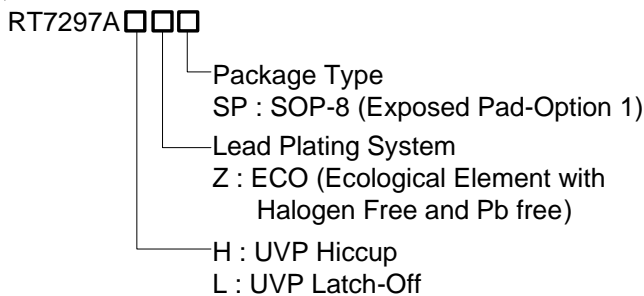 RT7297A□□□
Package Type
SP : SOP-8 (Exposed Pad-Option 1)
Lead Plating System
Z : ECO (Ecological Element with
Halogen Free and Pb free)
H : UVP Hiccup
L : UVP Latch-Off